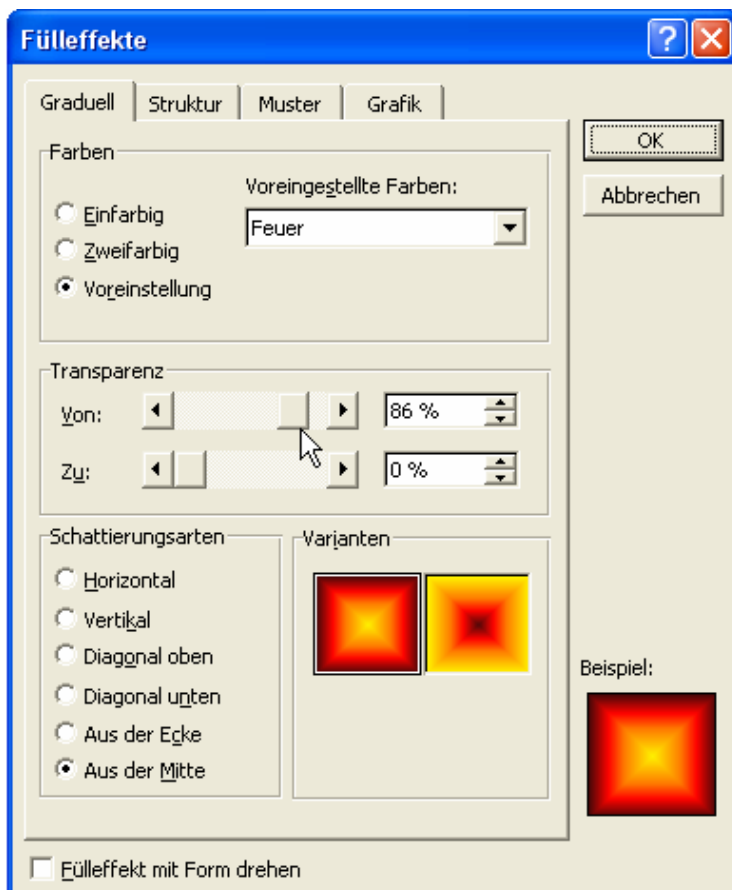 Fülleffekte
Graduell Struktur Muster Grafik
OK
Abbrechen
Farben
Voreingestellte Farben:
Einfarbig
Feuer
Zweifarbig
Voreinstellung
Transparenz
Von: 86 %
Zu: 0 %
Schattierungsarten
Horizontal
Vertikal
Diagonal oben
Diagonal unten
Aus der Ecke
Aus der Mitte
Varianten
Beispiel:
Fülleffekt mit Form drehen